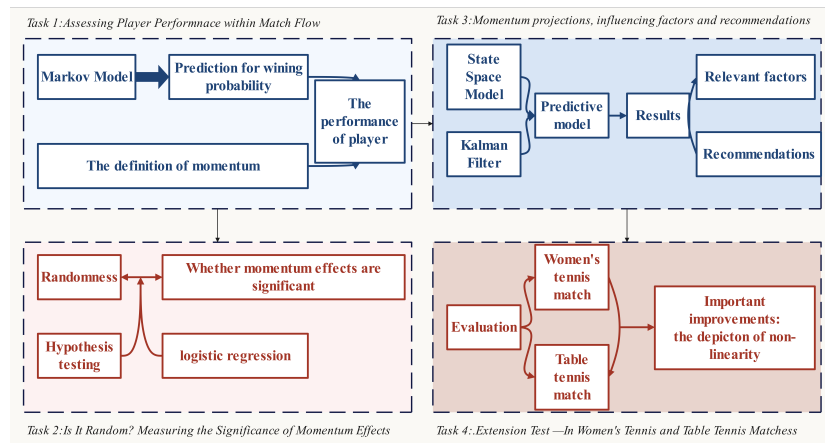 Task 1:Assessing Player Performnace within Match Flow
Markov Model
Prediction for wining
probability
The
performance
of player
The definition of momentum
Task 3:Momentum projections, influencing factors and recommendations
State
Space
Model
Kalman
Filter
Predictive
model
Results
Relevant factors
Recommendations
Randomness
Whether momentum effects are
significant
Hypothesis
testing
logistic regression
Task 2:Is It Random? Measuring the Significance of Momentum Effects
Evaluation
Women's
tennis
match
Table
tennis
match
Important
improvements:
the depicton of non-
linearity
Task 4:.Extension Test —In Women's Tennis and Table Tennis Matchess